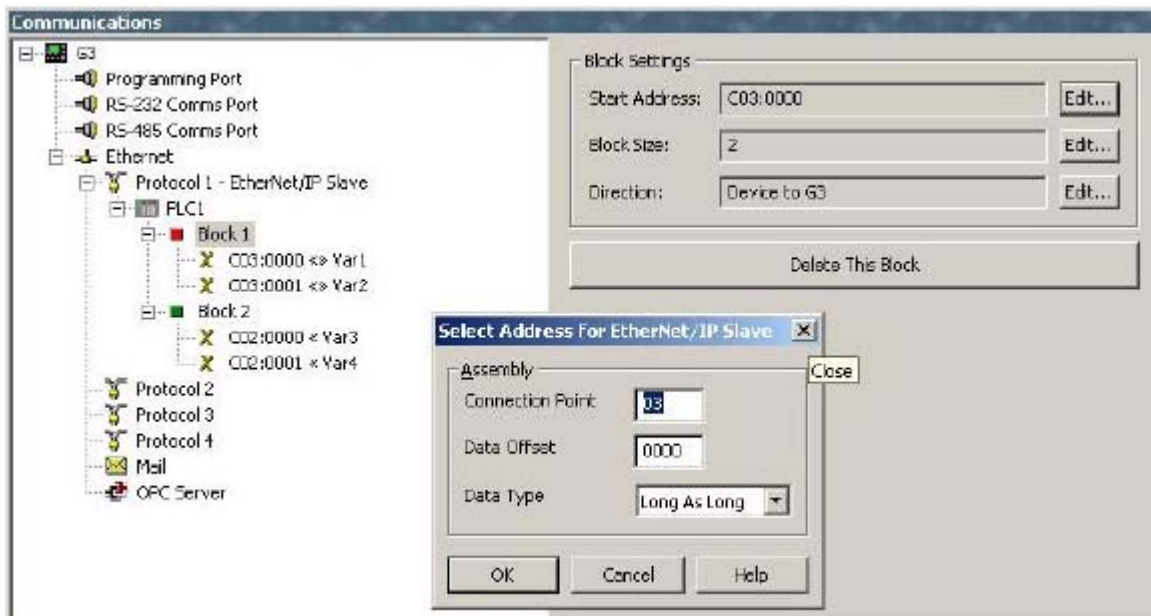 Communications
G3
Programming Port
RS-232 Comms Port
RS-485 Comms Port
Ethernet
Protocol 1 - EtherNet/IP Slave
PLC1
Block 1
C03:0000 <» Var1
C03:0001 <» Var2
Block 2
C02:0000 « Var3
C02:0001 « Var4
Protocol 2
Protocol 3
Protocol 4
Mail
OPC Server
Block Settings
Start Address: C03:0000 Edit...
Block Size: 2 Edit...
Direction: Device to G3 Edit...
Delete This Block
Select Address For EtherNet/IP Slave
Close
Assembly
Connection Point 03
Data Offset 0000
Data Type Long As Long
OK Cancel Help